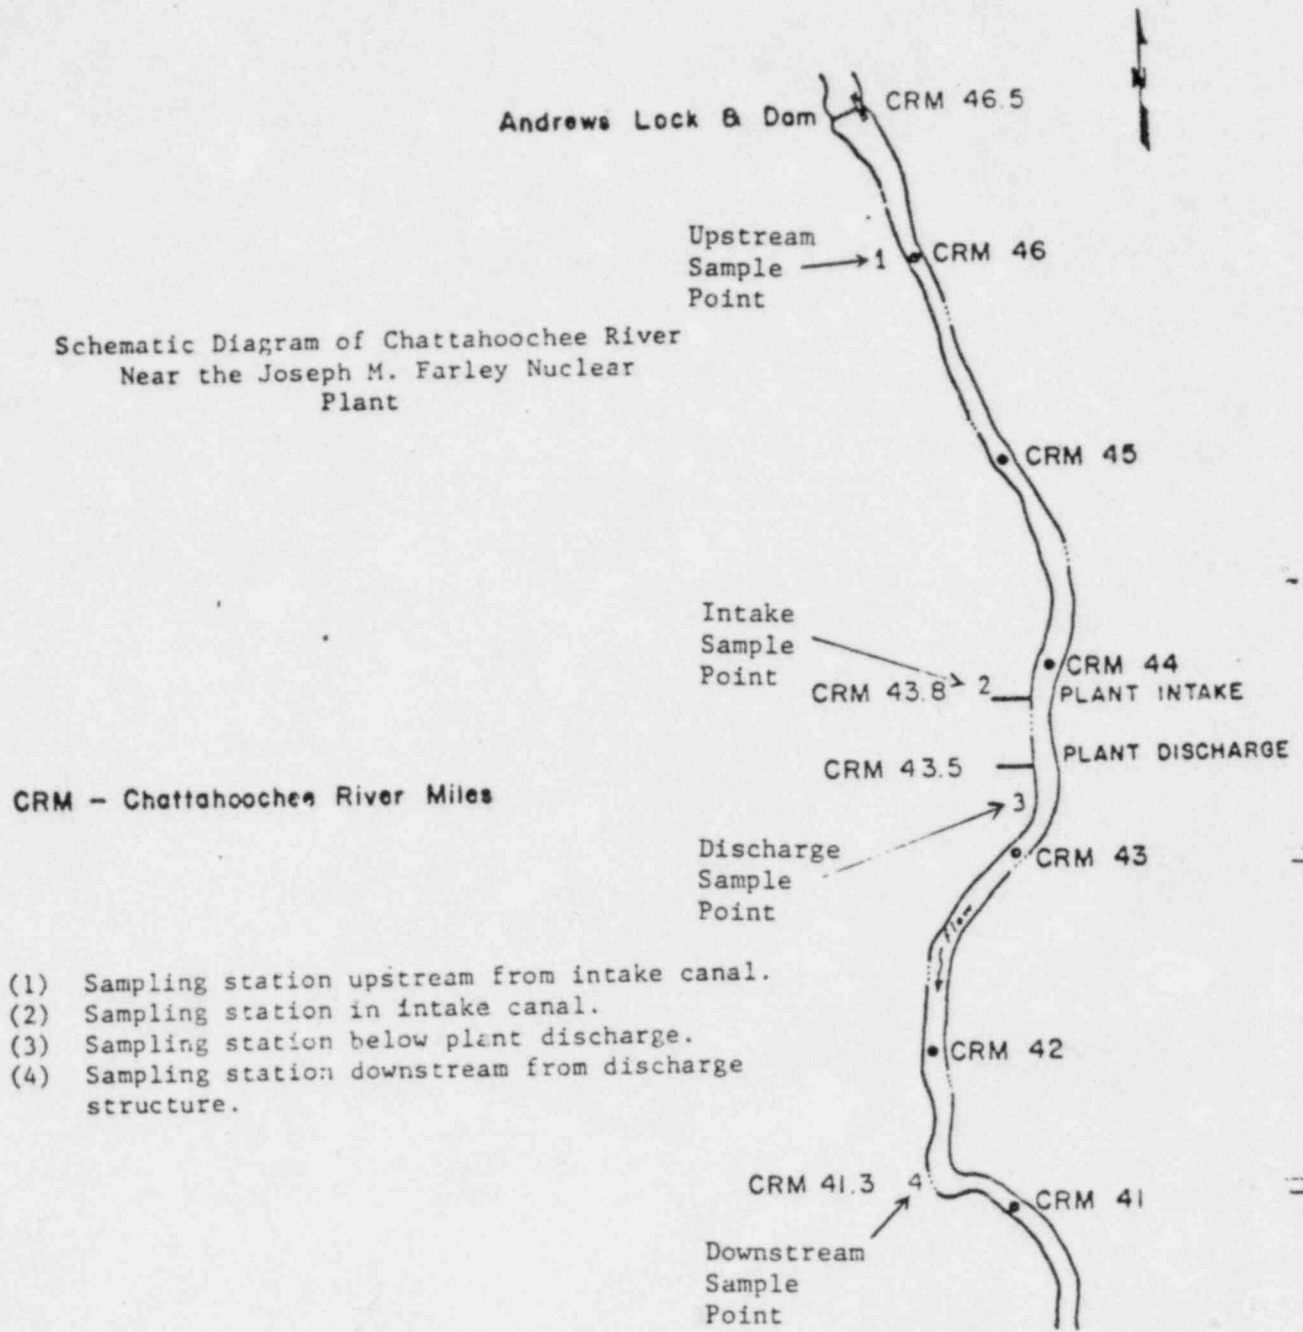 N
CRM 46.5
Andrews Lock & Dam
Upstream
Sample
Point
1
CRM 46
Schematic Diagram of Chattahoochee River
Near the Joseph M. Farley Nuclear
Plant
CRM 45
Intake
Sample
Point
CRM 44
CRM 43.8
2
PLANT INTAKE
PLANT DISCHARGE
CRM 43.5
CRM - Chattahoochee River Miles
3
Discharge
Sample
Point
CRM 43
Flow
(1) Sampling station upstream from intake canal.
(2) Sampling station in intake canal.
(3) Sampling station below plant discharge.
(4) Sampling station downstream from discharge
structure.
CRM 42
CRM 41.3
4
CRM 41
Downstream
Sample
Point